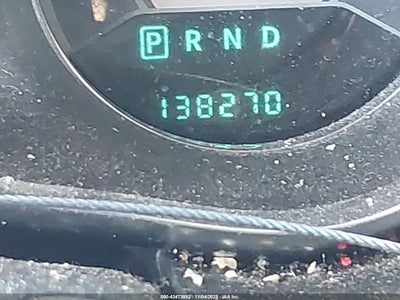 P R N D
138270
000-43473882 - 11/04/2025 - IAA Inc.